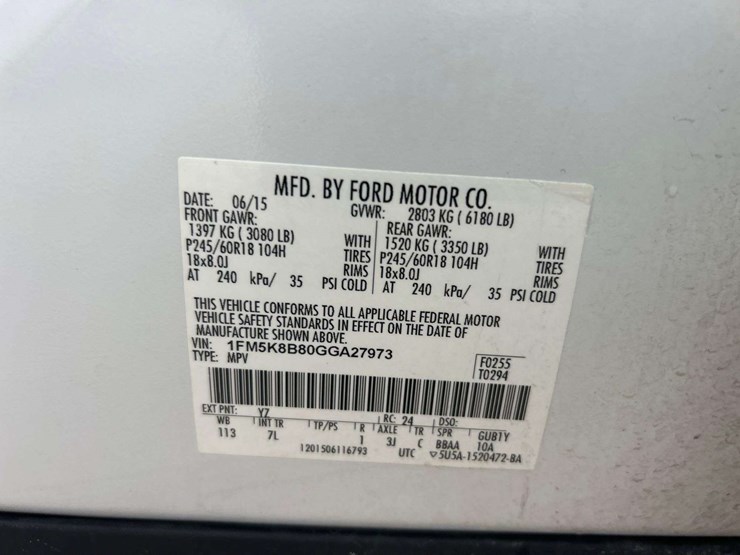 MFD. BY FORD MOTOR CO.
DATE: 06/15 GVWR: 2803 KG ( 6180 LB)
FRONT GAWR: REAR GAWR:
1397 KG ( 3080 LB) WITH 1520 KG ( 3350 LB) WITH
P245/60R18 104H TIRES P245/60R18 104H TIRES
18x8.0J RIMS 18x8.0J RIMS
AT 240 kPa/ 35 PSI COLD AT 240 kPa/ 35 PSI COLD
THIS VEHICLE CONFORMS TO ALL APPLICABLE FEDERAL MOTOR
VEHICLE SAFETY STANDARDS IN EFFECT ON THE DATE OF
MANUFACTURE SHOWN ABOVE.
VIN: 1FM5K8B80GGA27973 F0255
TYPE: MPV T0294
EXT PNT: YZ RC: 24 DSO:
WB INT TR TP/PS R AXLE TR SPR GUB1Y
113 7L 1 3J C BBAA 10A
1201506116793 UTC ▽5U5A-1520472-BA